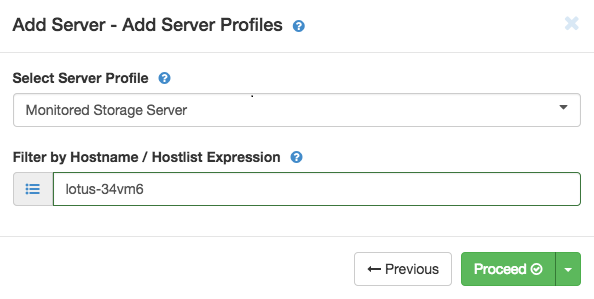 Add Server - Add Server Profiles
Select Server Profile
Monitored Storage Server
Filter by Hostname / Hostlist Expression
lotus-34vm6
Previous
Proceed